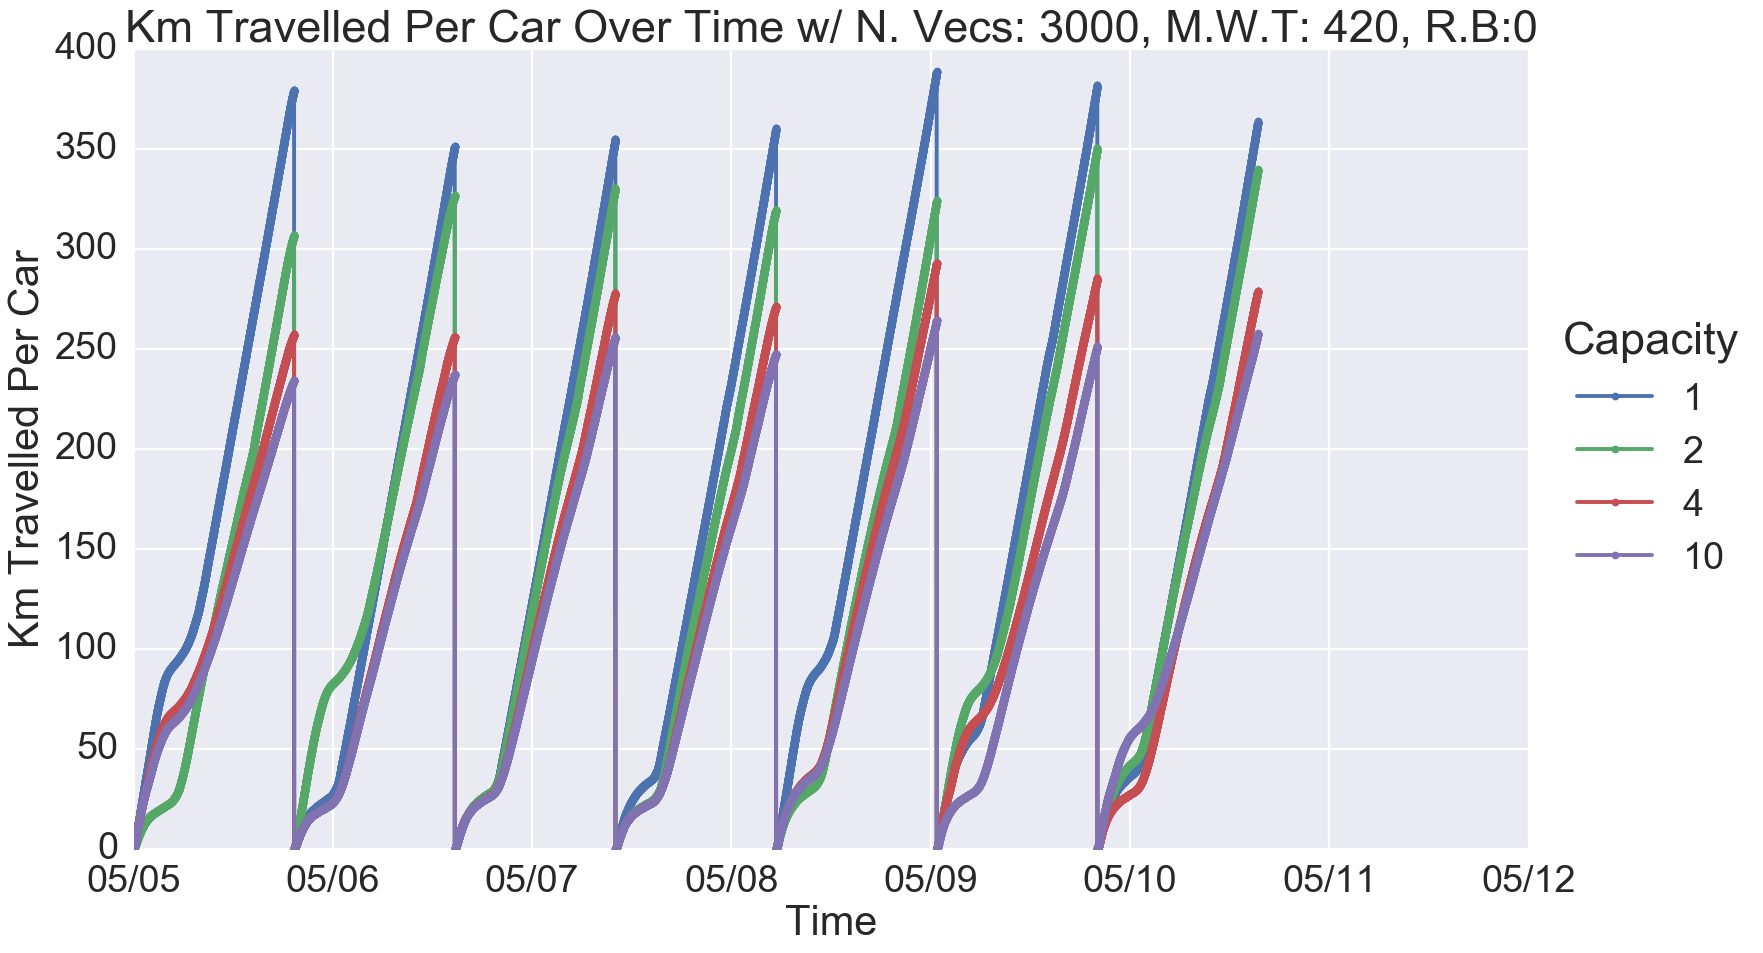 Km Travelled Per Car Over Time w/ N. Vecs: 3000, M.W.T: 420, R.B:0
400
350
300
250
200
150
100
50
0
Km Travelled Per Car
05/05 05/06 05/07 05/08 05/09 05/10 05/11 05/12
Time
Capacity
1
2
4
10